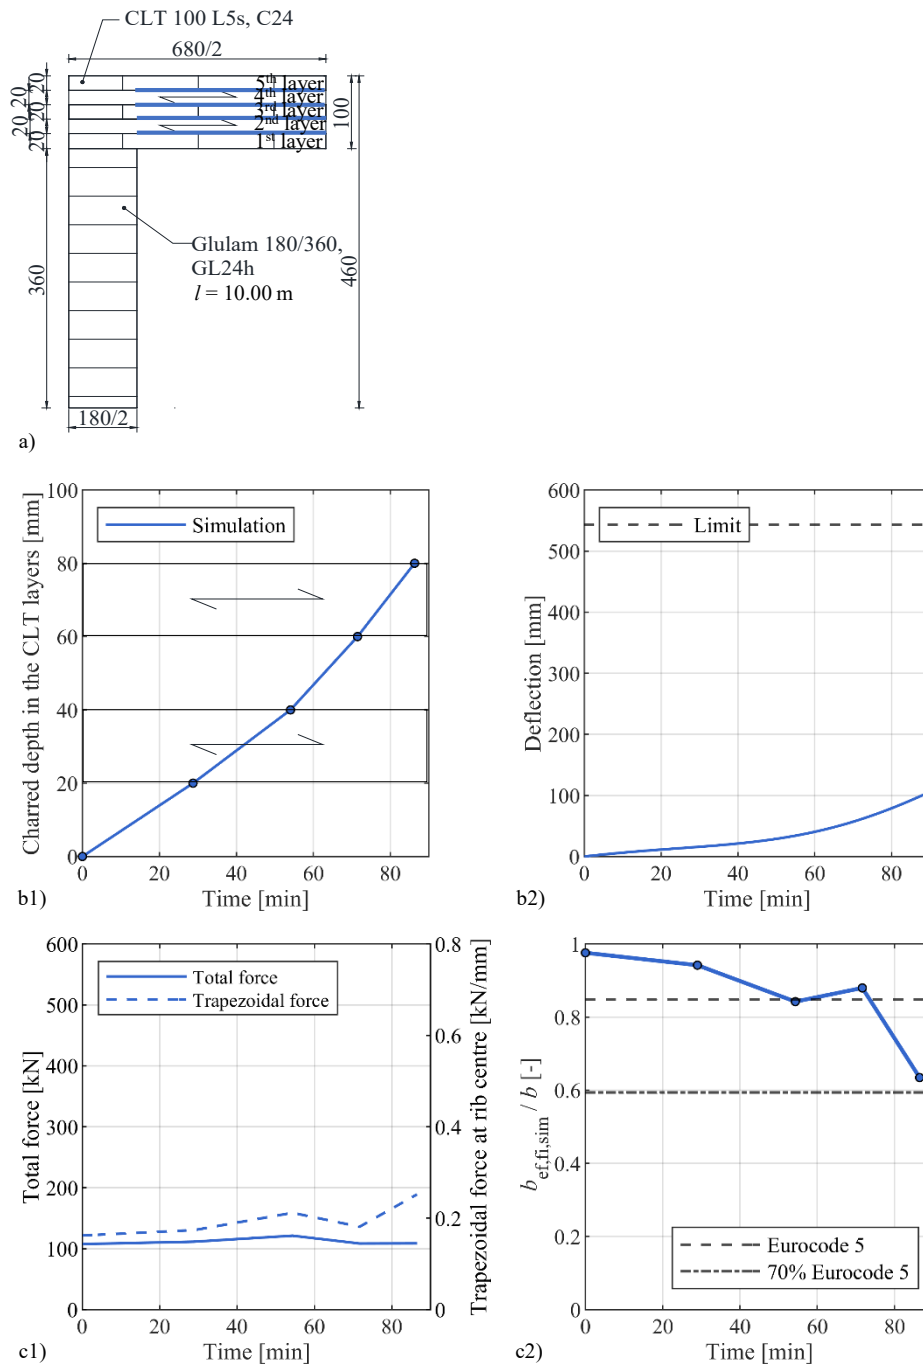 CLT 100 L5s, C24
680/2
20
20
20
20
20
5th layer
4th layer
3rd layer
2nd layer
1st layer
100
Glulam 180/360,
GL24h
l = 10.00 m
360
460
180/2
a)
100
80
60
40
20
0
Charred depth in the CLT layers [mm]
Simulation
0 20 40 60 80
Time [min]
b1)
600
500
400
300
200
100
0
Deflection [mm]
Limit
0 20 40 60 80
Time [min]
b2)
600
500
400
300
200
100
0
Total force [kN]
Total force
Trapezoidal force
0.8
0.6
0.4
0.2
0
Trapezoidal force at rib centre [kN/mm]
0 20 40 60 80
Time [min]
c1)
1
0.8
0.6
0.4
0.2
0
bef,fi,sim / b [-]
Eurocode 5
70% Eurocode 5
0 20 40 60 80
Time [min]
c2)